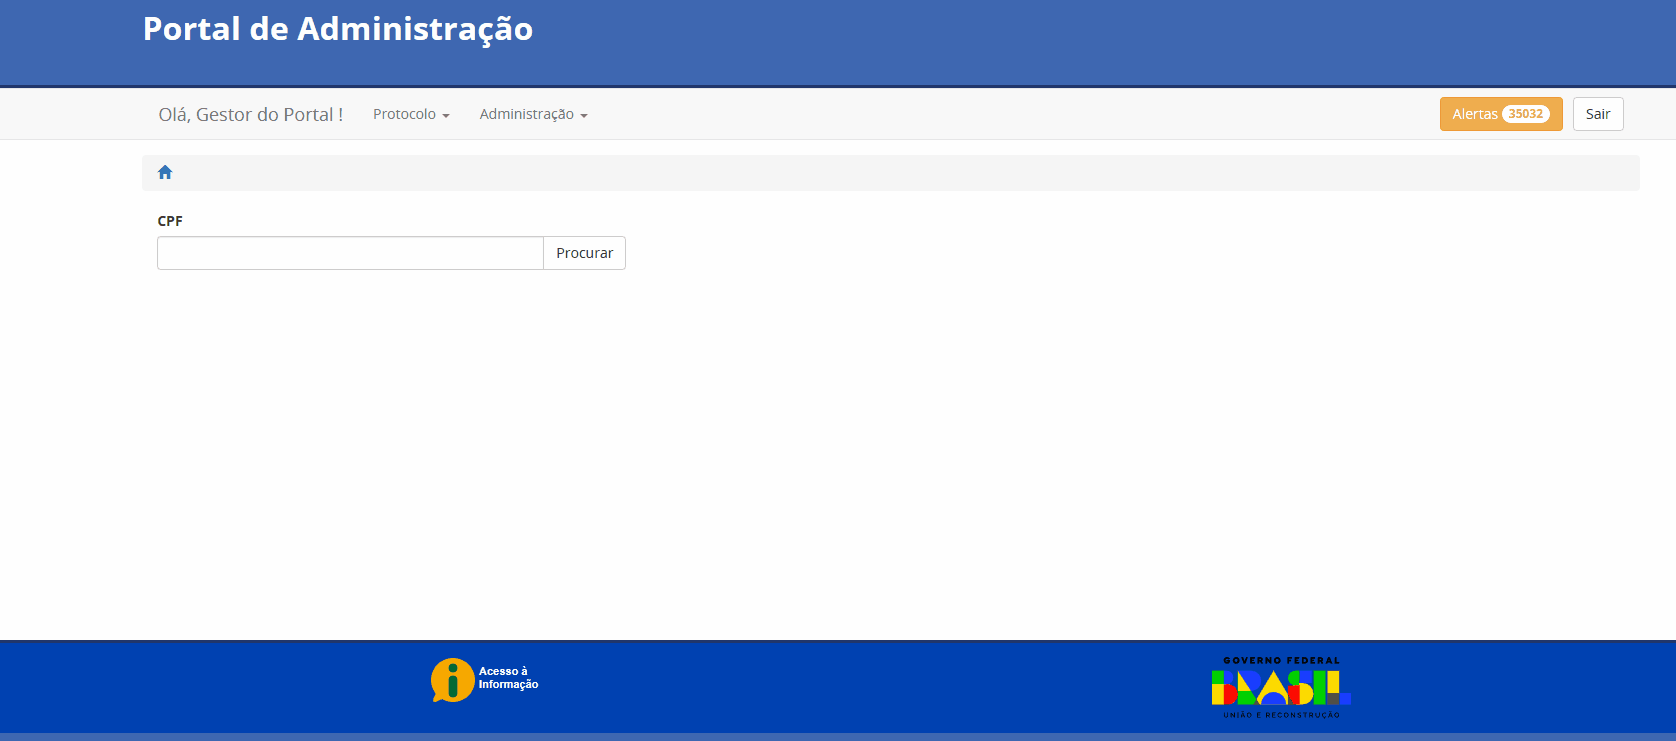 Portal de Administração
Olá, Gestor do Portal !
Protocolo
Administração
Alertas 35032
Sair
CPF
Procurar
Acesso à
Informação
GOVERNO FEDERAL
BRASIL
UNIÃO E RECONSTRUÇÃO